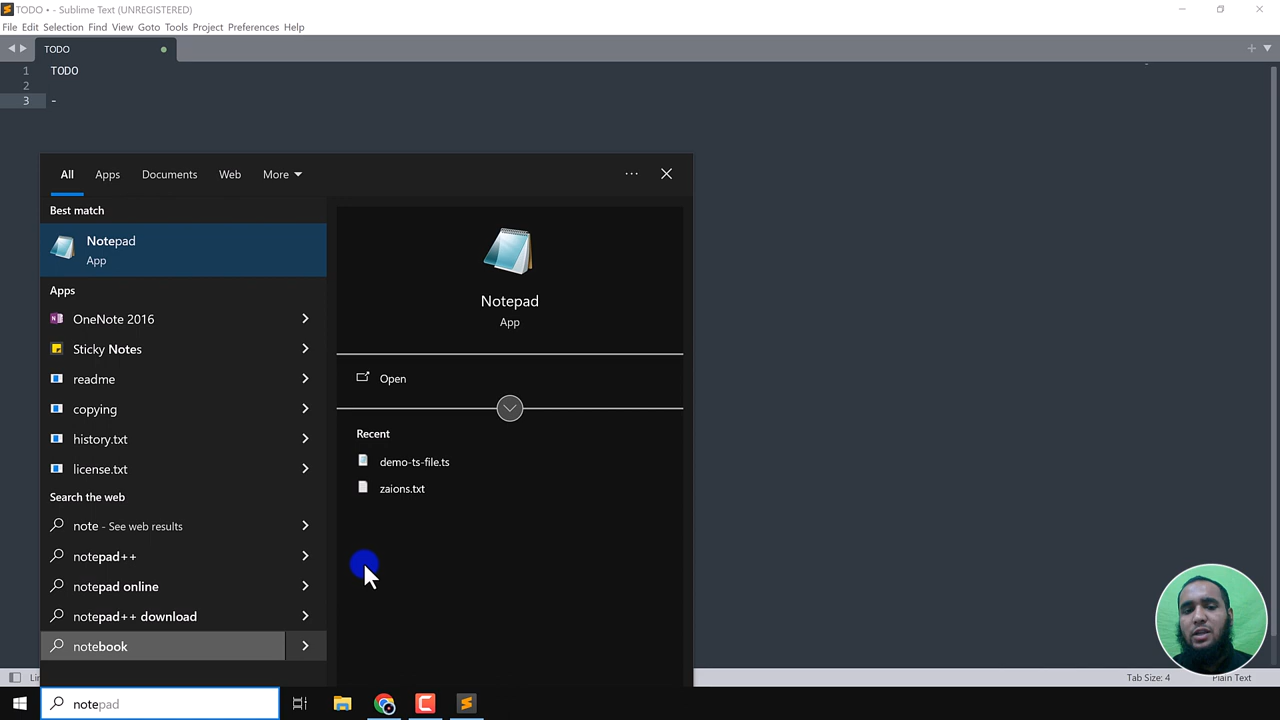 TODO • - Sublime Text (UNREGISTERED)
File Edit Selection Find View Goto Tools Project Preferences Help
TODO
1 TODO
2
3 -
All Apps Documents Web More
Best match
Notepad
App
Apps
OneNote 2016
Sticky Notes
readme
copying
history.txt
license.txt
Search the web
note - See web results
notepad++
notepad online
notepad++ download
notebook
Notepad
App
Open
Recent
demo-ts-file.ts
zaions.txt
Tab Size: 4
Plain Text
notepad